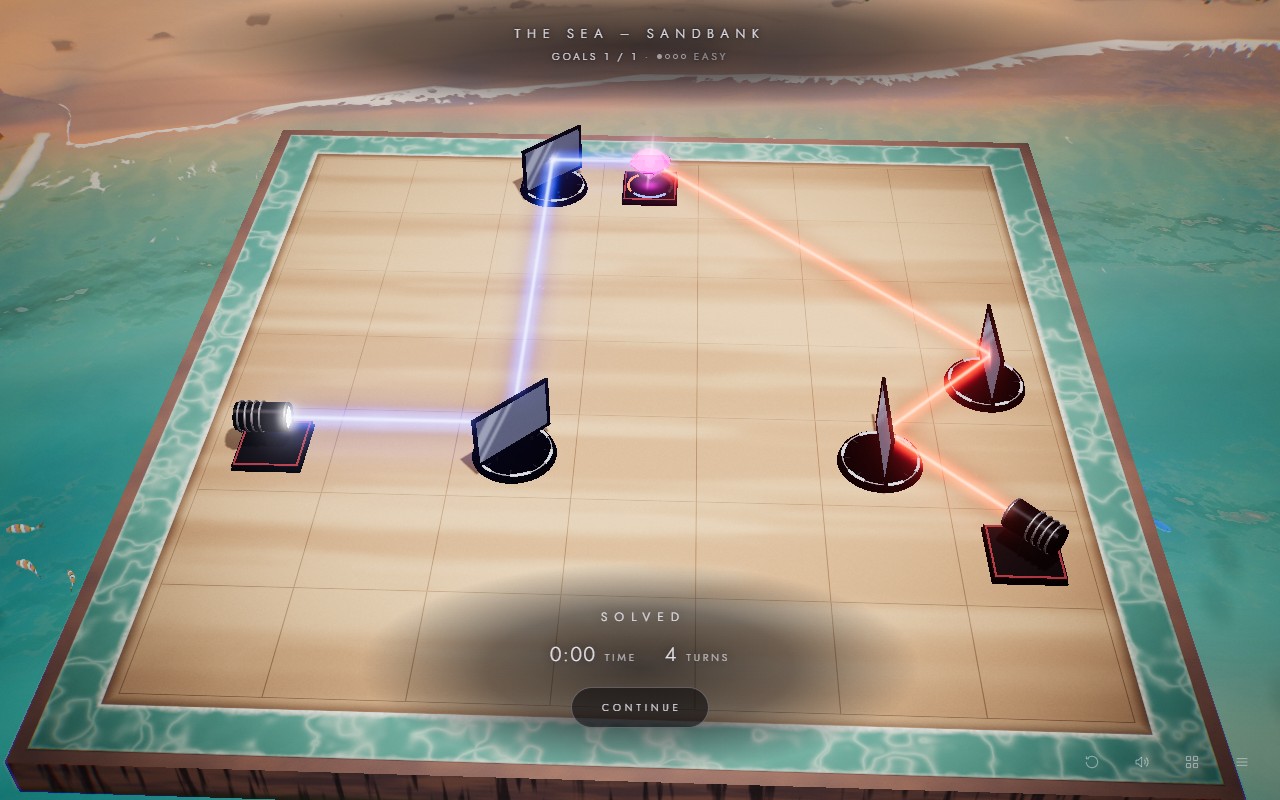 THE SEA – SANDBANK
GOALS 1 / 1 · EASY
SOLVED
0:00 TIME 4 TURNS
CONTINUE